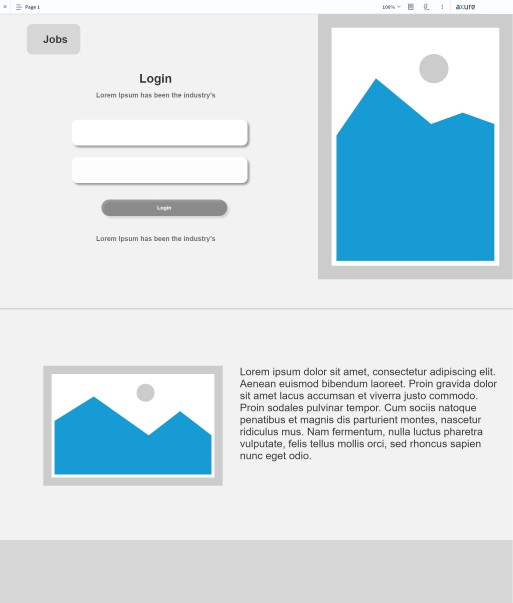 Page 1
100%
axure
Jobs
Login
Lorem Ipsum has been the industry's
Login
Lorem Ipsum has been the industry's
Lorem ipsum dolor sit amet, consectetur adipiscing elit.
Aenean euismod bibendum laoreet. Proin gravida dolor
sit amet lacus accumsan et viverra justo commodo.
Proin sodales pulvinar tempor. Cum sociis natoque
penatibus et magnis dis parturient montes, nascetur
ridiculus mus. Nam fermentum, nulla luctus pharetra
vulputate, felis tellus mollis orci, sed rhoncus sapien
nunc eget odio.